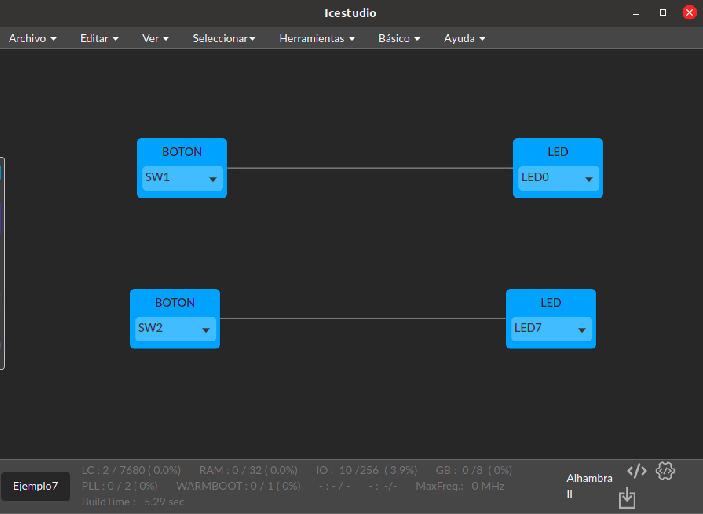 Icestudio
Archivo Editar Ver Seleccionar Herramientas Básico Ayuda
BOTON LED
SW1 LED0
BOTON LED
SW2 LED7
LC : 2 / 7680 ( 0.0%) RAM : 0 / 32 ( 0.0%) IO : 10 /256 ( 3.9%) GB : 0 /8 ( 0%)
Ejemplo7 PLL : 0 / 2 ( 0%) WARMBOOT : 0 / 1 ( 0%) - : - / - - : -/- MaxFreq.: 0 MHz Alhambra II
BuildTime : 5.29 sec